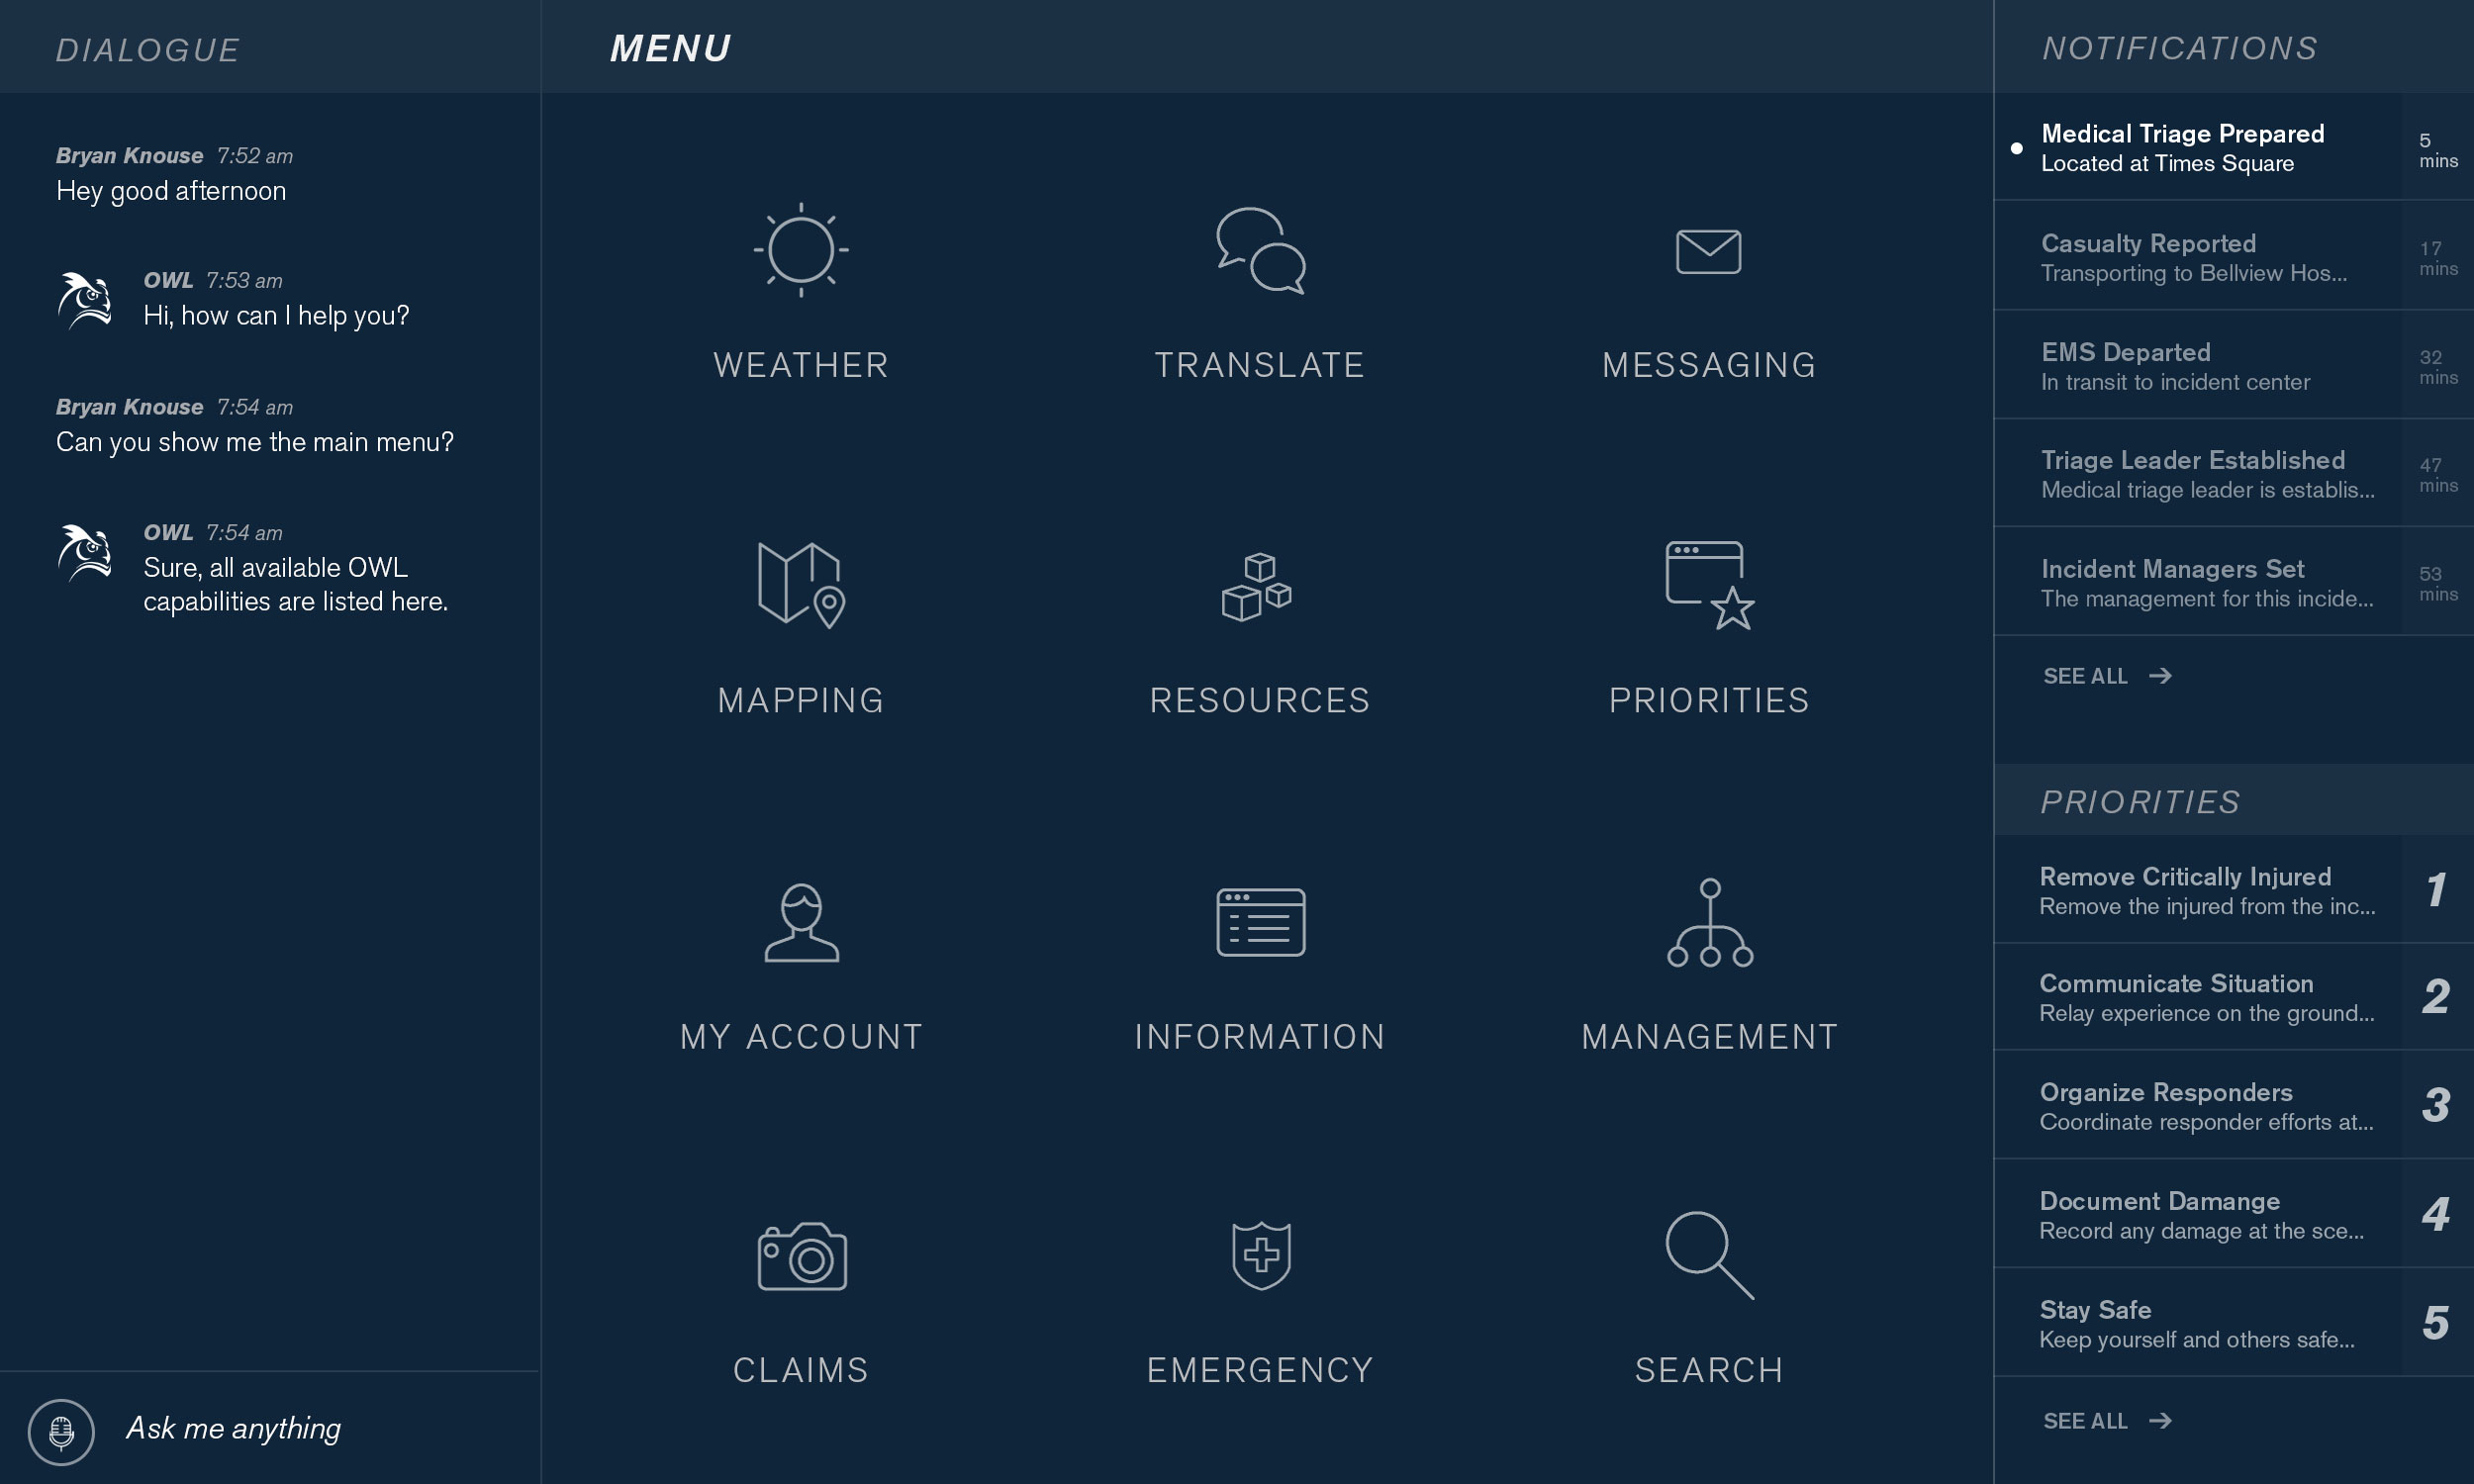 DIALOGUE
Bryan Knouse 7:52 am
Hey good afternoon
OWL 7:53 am
Hi, how can I help you?
Bryan Knouse 7:54 am
Can you show me the main menu?
OWL 7:54 am
Sure, all available OWL
capabilities are listed here.
Ask me anything
MENU
WEATHER
TRANSLATE
MESSAGING
MAPPING
RESOURCES
PRIORITIES
MY ACCOUNT
INFORMATION
MANAGEMENT
CLAIMS
EMERGENCY
SEARCH
NOTIFICATIONS
Medical Triage Prepared
Located at Times Square
5
mins
Casualty Reported
Transporting to Bellview Hos...
17
mins
EMS Departed
In transit to incident center
32
mins
Triage Leader Established
Medical triage leader is establis...
47
mins
Incident Managers Set
The management for this incide...
53
mins
SEE ALL →
PRIORITIES
Remove Critically Injured
Remove the injured from the inc...
1
Communicate Situation
Relay experience on the ground...
2
Organize Responders
Coordinate responder efforts at...
3
Document Damange
Record any damage at the sce...
4
Stay Safe
Keep yourself and others safe...
5
SEE ALL →